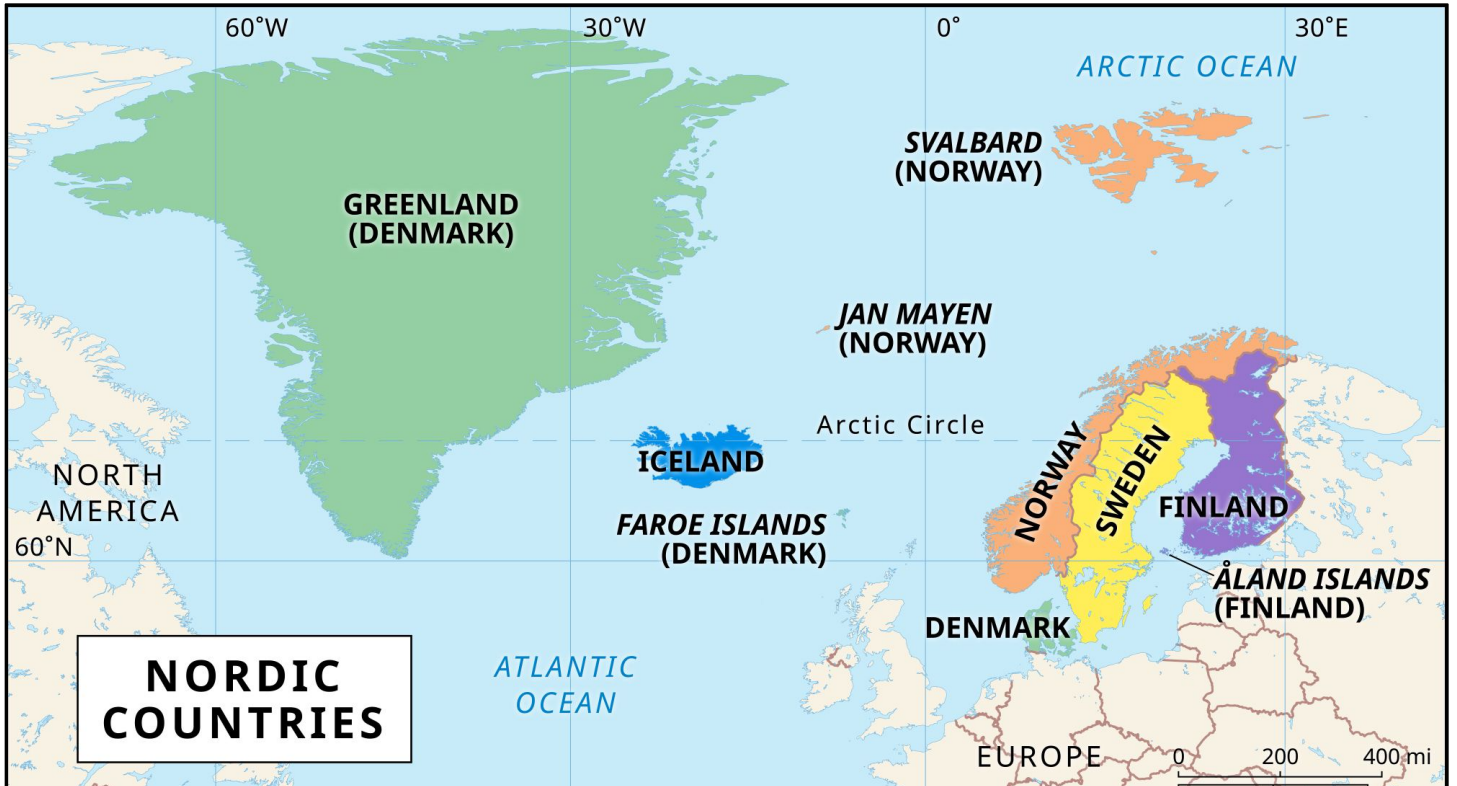 60°W
30°W
0°
30°E
ARCTIC OCEAN
SVALBARD
(NORWAY)
GREENLAND
(DENMARK)
JAN MAYEN
(NORWAY)
Arctic Circle
NORWAY
SWEDEN
FINLAND
ICELAND
NORTH
AMERICA
60°N
FAROE ISLANDS
(DENMARK)
ÅLAND ISLANDS
(FINLAND)
DENMARK
ATLANTIC
OCEAN
NORDIC
COUNTRIES
EUROPE
0 200 400 mi